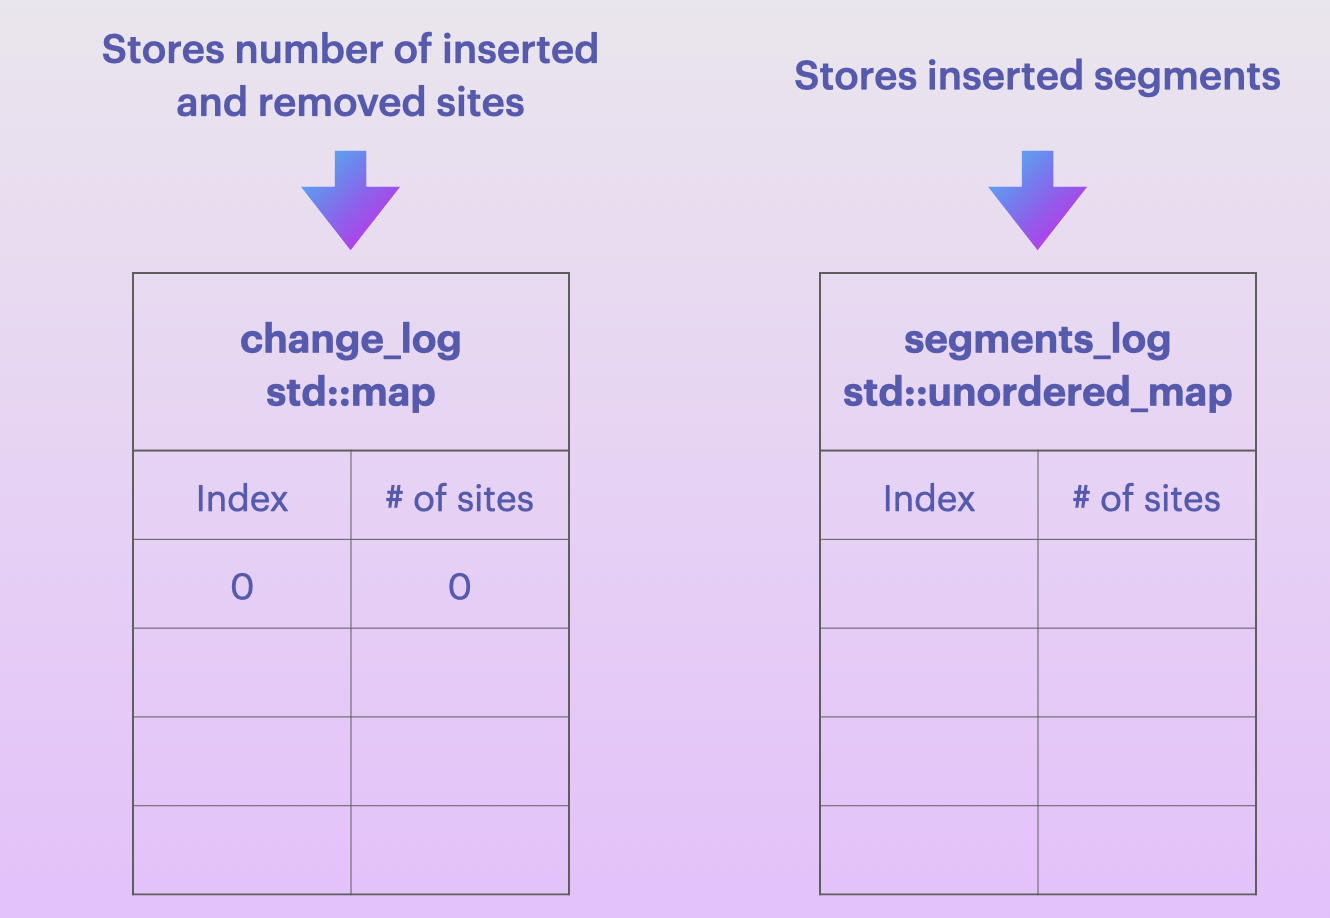 Stores number of inserted
and removed sites
change_log
std::map
Index # of sites
0 0
Stores inserted segments
segments_log
std::unordered_map
Index # of sites